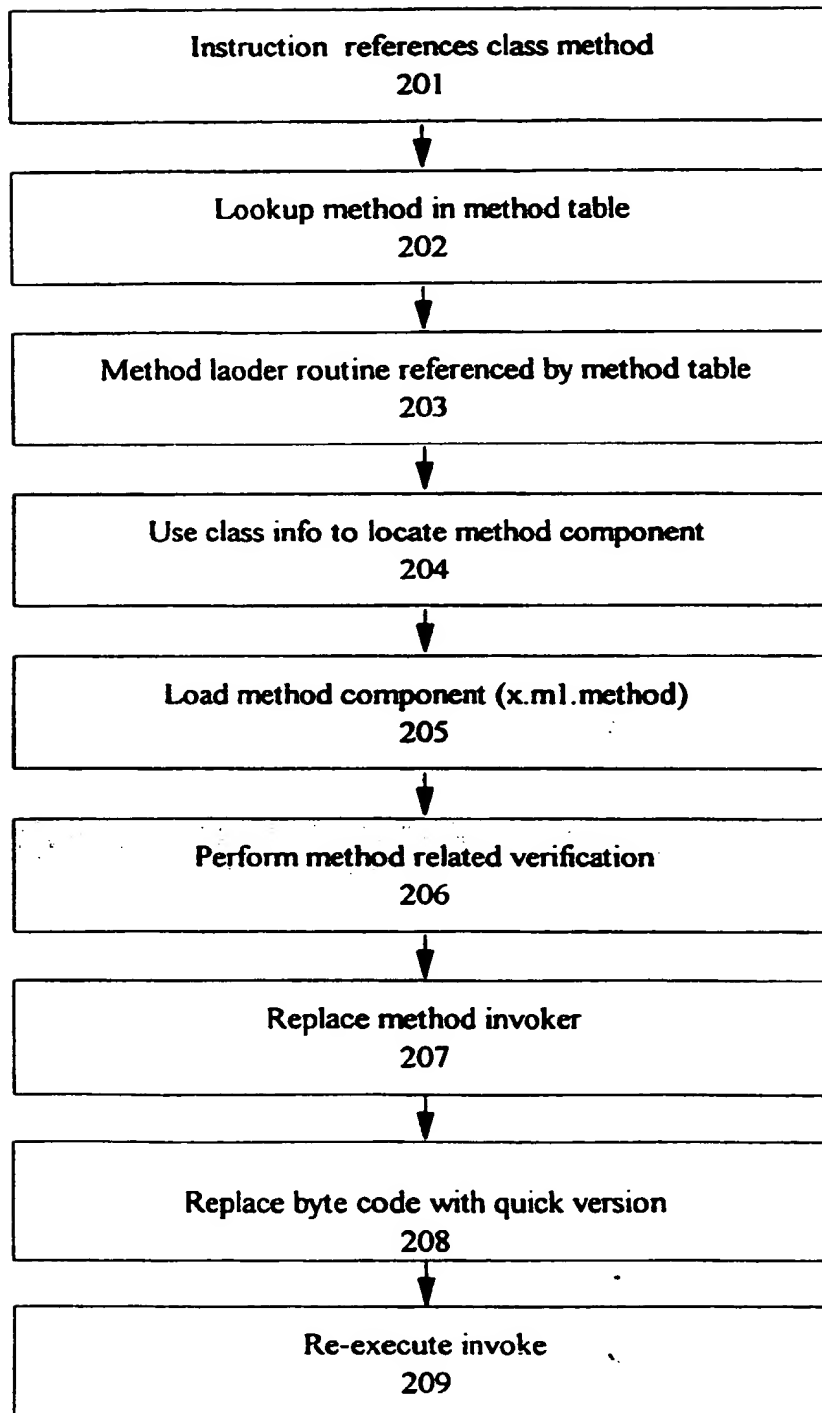 Instruction references class method
201
Lookup method in method table
202
Method laoder routine referenced by method table
203
Use class info to locate method component
204
Load method component (x.m1.method)
205
Perform method related verification
206
Replace method invoker
207
Replace byte code with quick version
208
Re-execute invoke
209